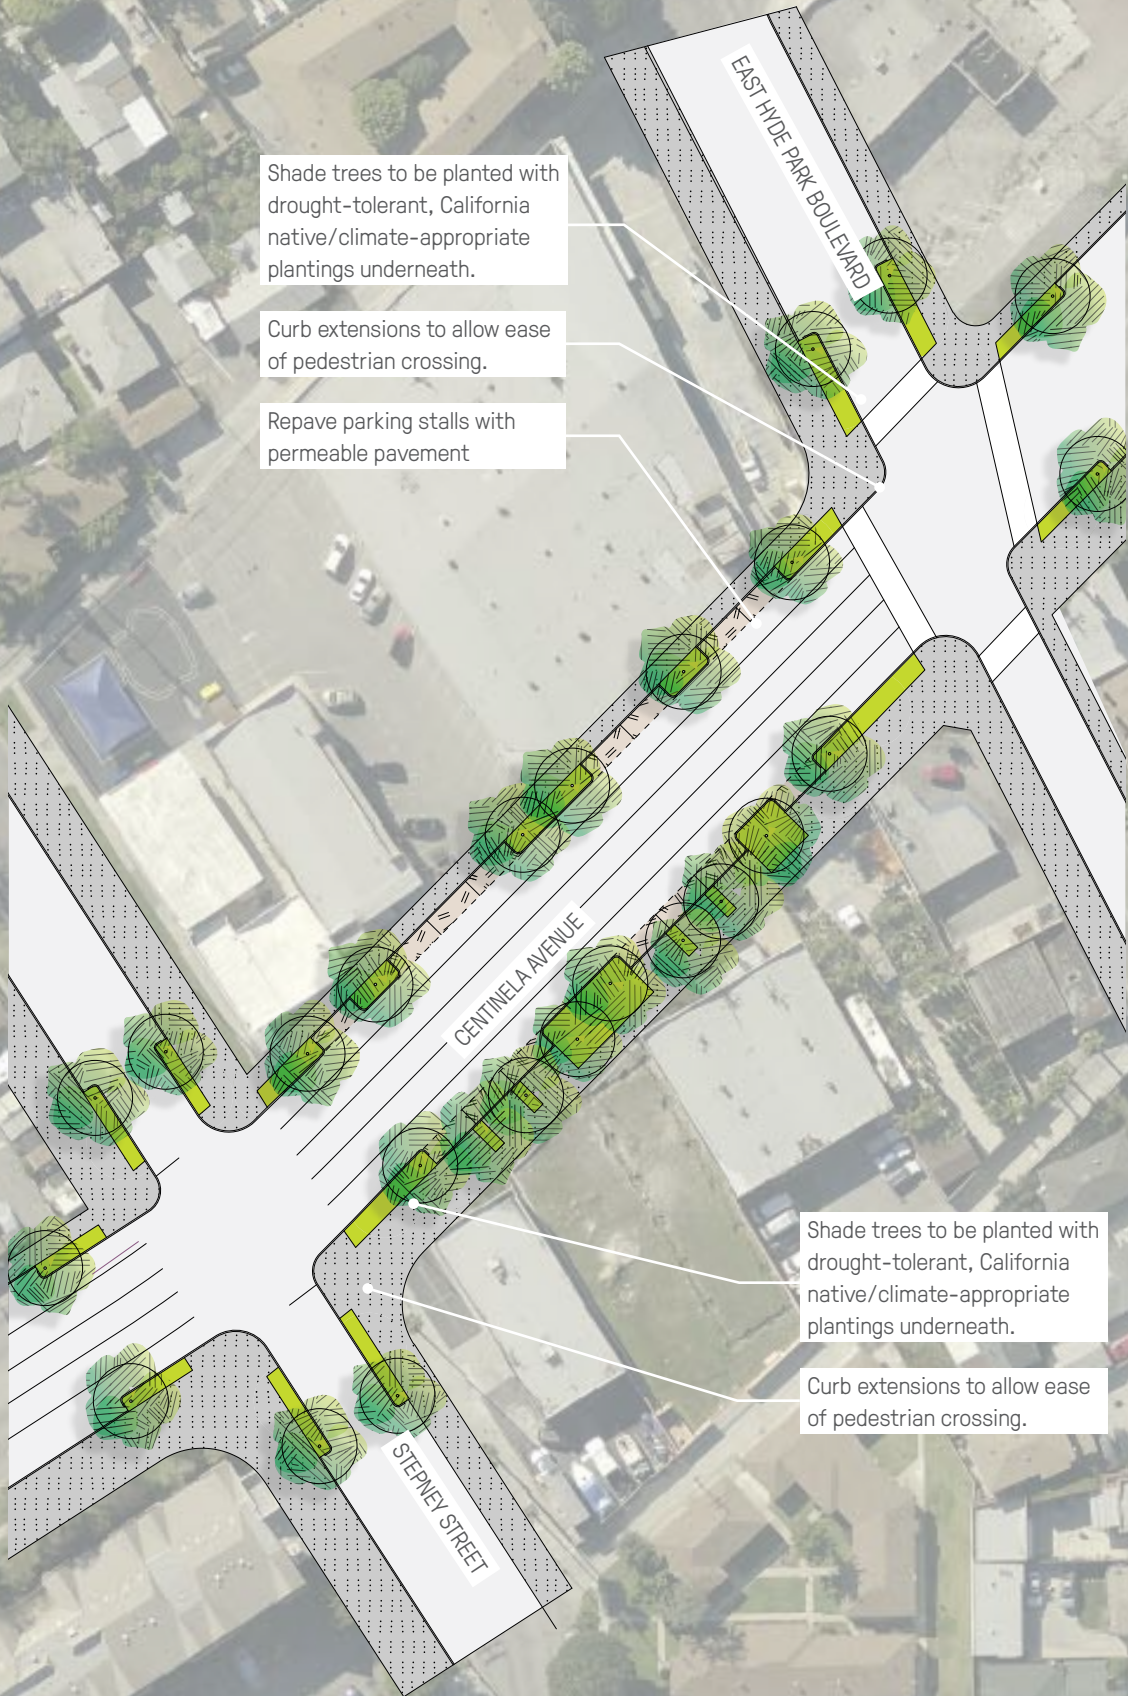 EAST HYDE PARK BOULEVARD
Shade trees to be planted with
drought-tolerant, California
native/climate-appropriate
plantings underneath.
Curb extensions to allow ease
of pedestrian crossing.
Repave parking stalls with
permeable pavement
CENTINELA AVENUE
Shade trees to be planted with
drought-tolerant, California
native/climate-appropriate
plantings underneath.
Curb extensions to allow ease
of pedestrian crossing.
STEPNEY STREET